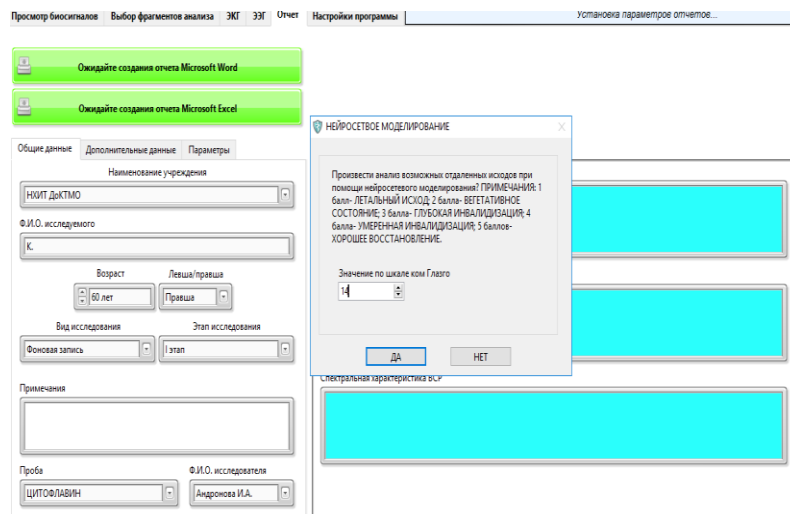 Просмотр биосигналов Выбор фрагментов анализа ЭКГ ЭЭГ Отчет Настройки программы Установка параметров отчетов...
Ожидайте создания отчета Microsoft Word
Ожидайте создания отчета Microsoft Excel
Общие данные Дополнительные данные Параметры
Наименование учреждения
НХИТ ДоКТМО
Ф.И.О. исследуемого
К.
Возраст Левша/правша
60 лет Правша
Вид исследования Этап исследования
Фоновая запись I этап
Примечания
Проба Ф.И.О. исследователя
ЦИТОФЛАВИН Андронова И.А.
НЕЙРОСЕТВОЕ МОДЕЛИРОВАНИЕ
Произвести анализ возможных отдаленных исходов при
помощи нейросетевого моделирования? ПРИМЕЧАНИЯ: 1
балл- ЛЕТАЛЬНЫЙ ИСХОД; 2 балла- ВЕГЕТАТИВНОЕ
СОСТОЯНИЕ; 3 балла- ГЛУБОКАЯ ИНВАЛИДИЗАЦИЯ; 4
балла- УМЕРЕННАЯ ИНВАЛИДИЗАЦИЯ; 5 баллов-
ХОРОШЕЕ ВОССТАНОВЛЕНИЕ.
Значение по шкале ком Глазго
14
ДА НЕТ
Спектральная характеристика ВСР